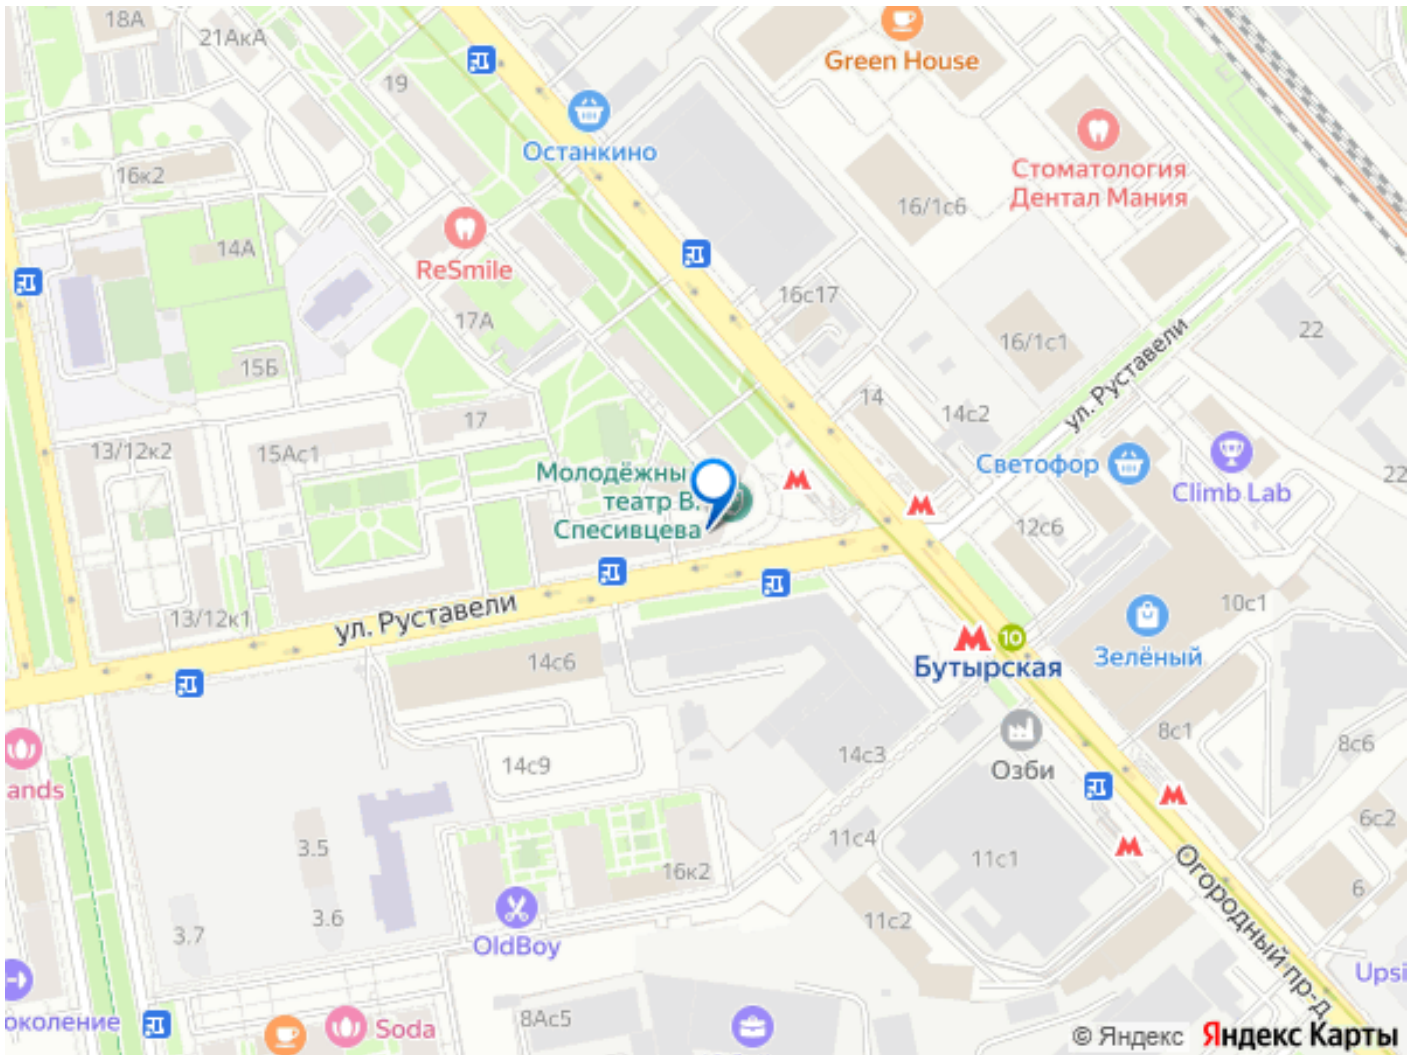 18А
21АкА
Green House
19
Останкино
Стоматология
Дентал Мания
16к2
16/1с6
14А
ReSmile
16с17
17А
22
16/1с1
ул. Руставели
15Б
14
14с2
17
13/12к2
15Ас1
Светофор
Молодёжны
театр В.
Спесивцева
22
Climb Lab
12с6
10с1
ул. Руставели
13/12к1
10
14с6
Бутырская
Зелёный
8с1
8с6
14с3
14с9
Озби
ands
6с2
3.5
11с4
11с1
16к2
Огородный пр-д
6
3.6
11с2
3.7
OldBoy
Upsi
околение
Soda
8Ас5
© Яндекс Яндекс Карты